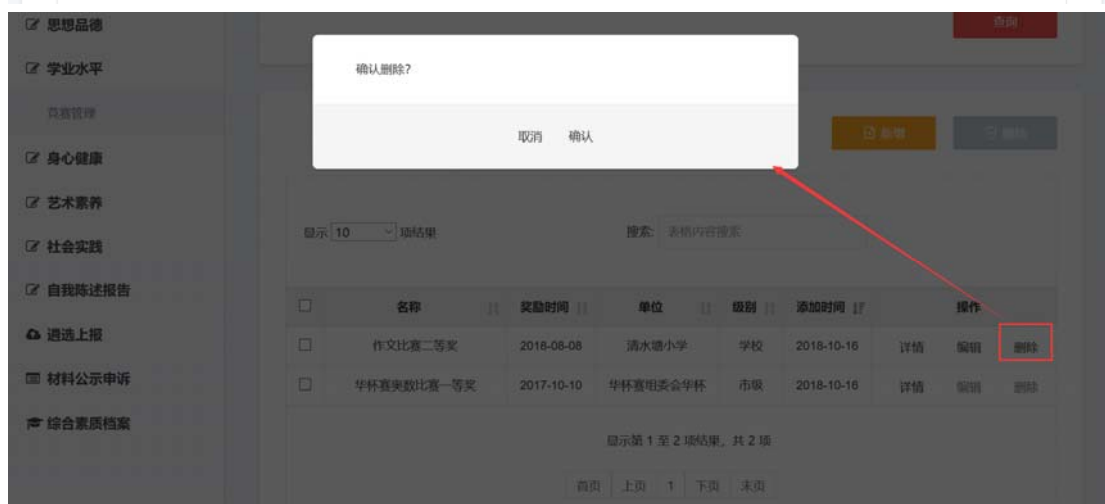 思想品德
查询
确认删除?
学业水平
竞赛管理
取消 确认
新增 删除
身心健康
艺术素养
显示 10 项结果 搜索: 表格内容搜索
社会实践
自我陈述报告
名称 奖励时间 单位 级别 添加时间 操作
遴选上报
作文比赛二等奖 2018-08-08 清水塘小学 学校 2018-10-16 详情 编辑 删除
材料公示申诉
华杯赛奥数比赛一等奖 2017-10-10 华杯赛组委会华杯 市级 2018-10-16 详情 编辑 删除
综合素质档案
显示第 1 至 2 项结果，共 2 项
首页 上页 1 下页 末页